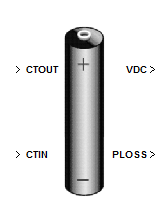 > CTOUT
VDC >
+
> CTIN
PLOSS >
−